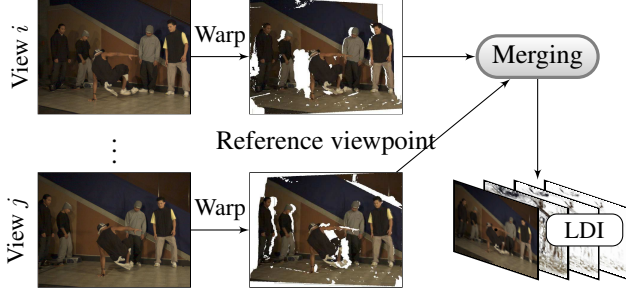 View i
Warp
Merging
Reference viewpoint
⋮
View j
Warp
LDI